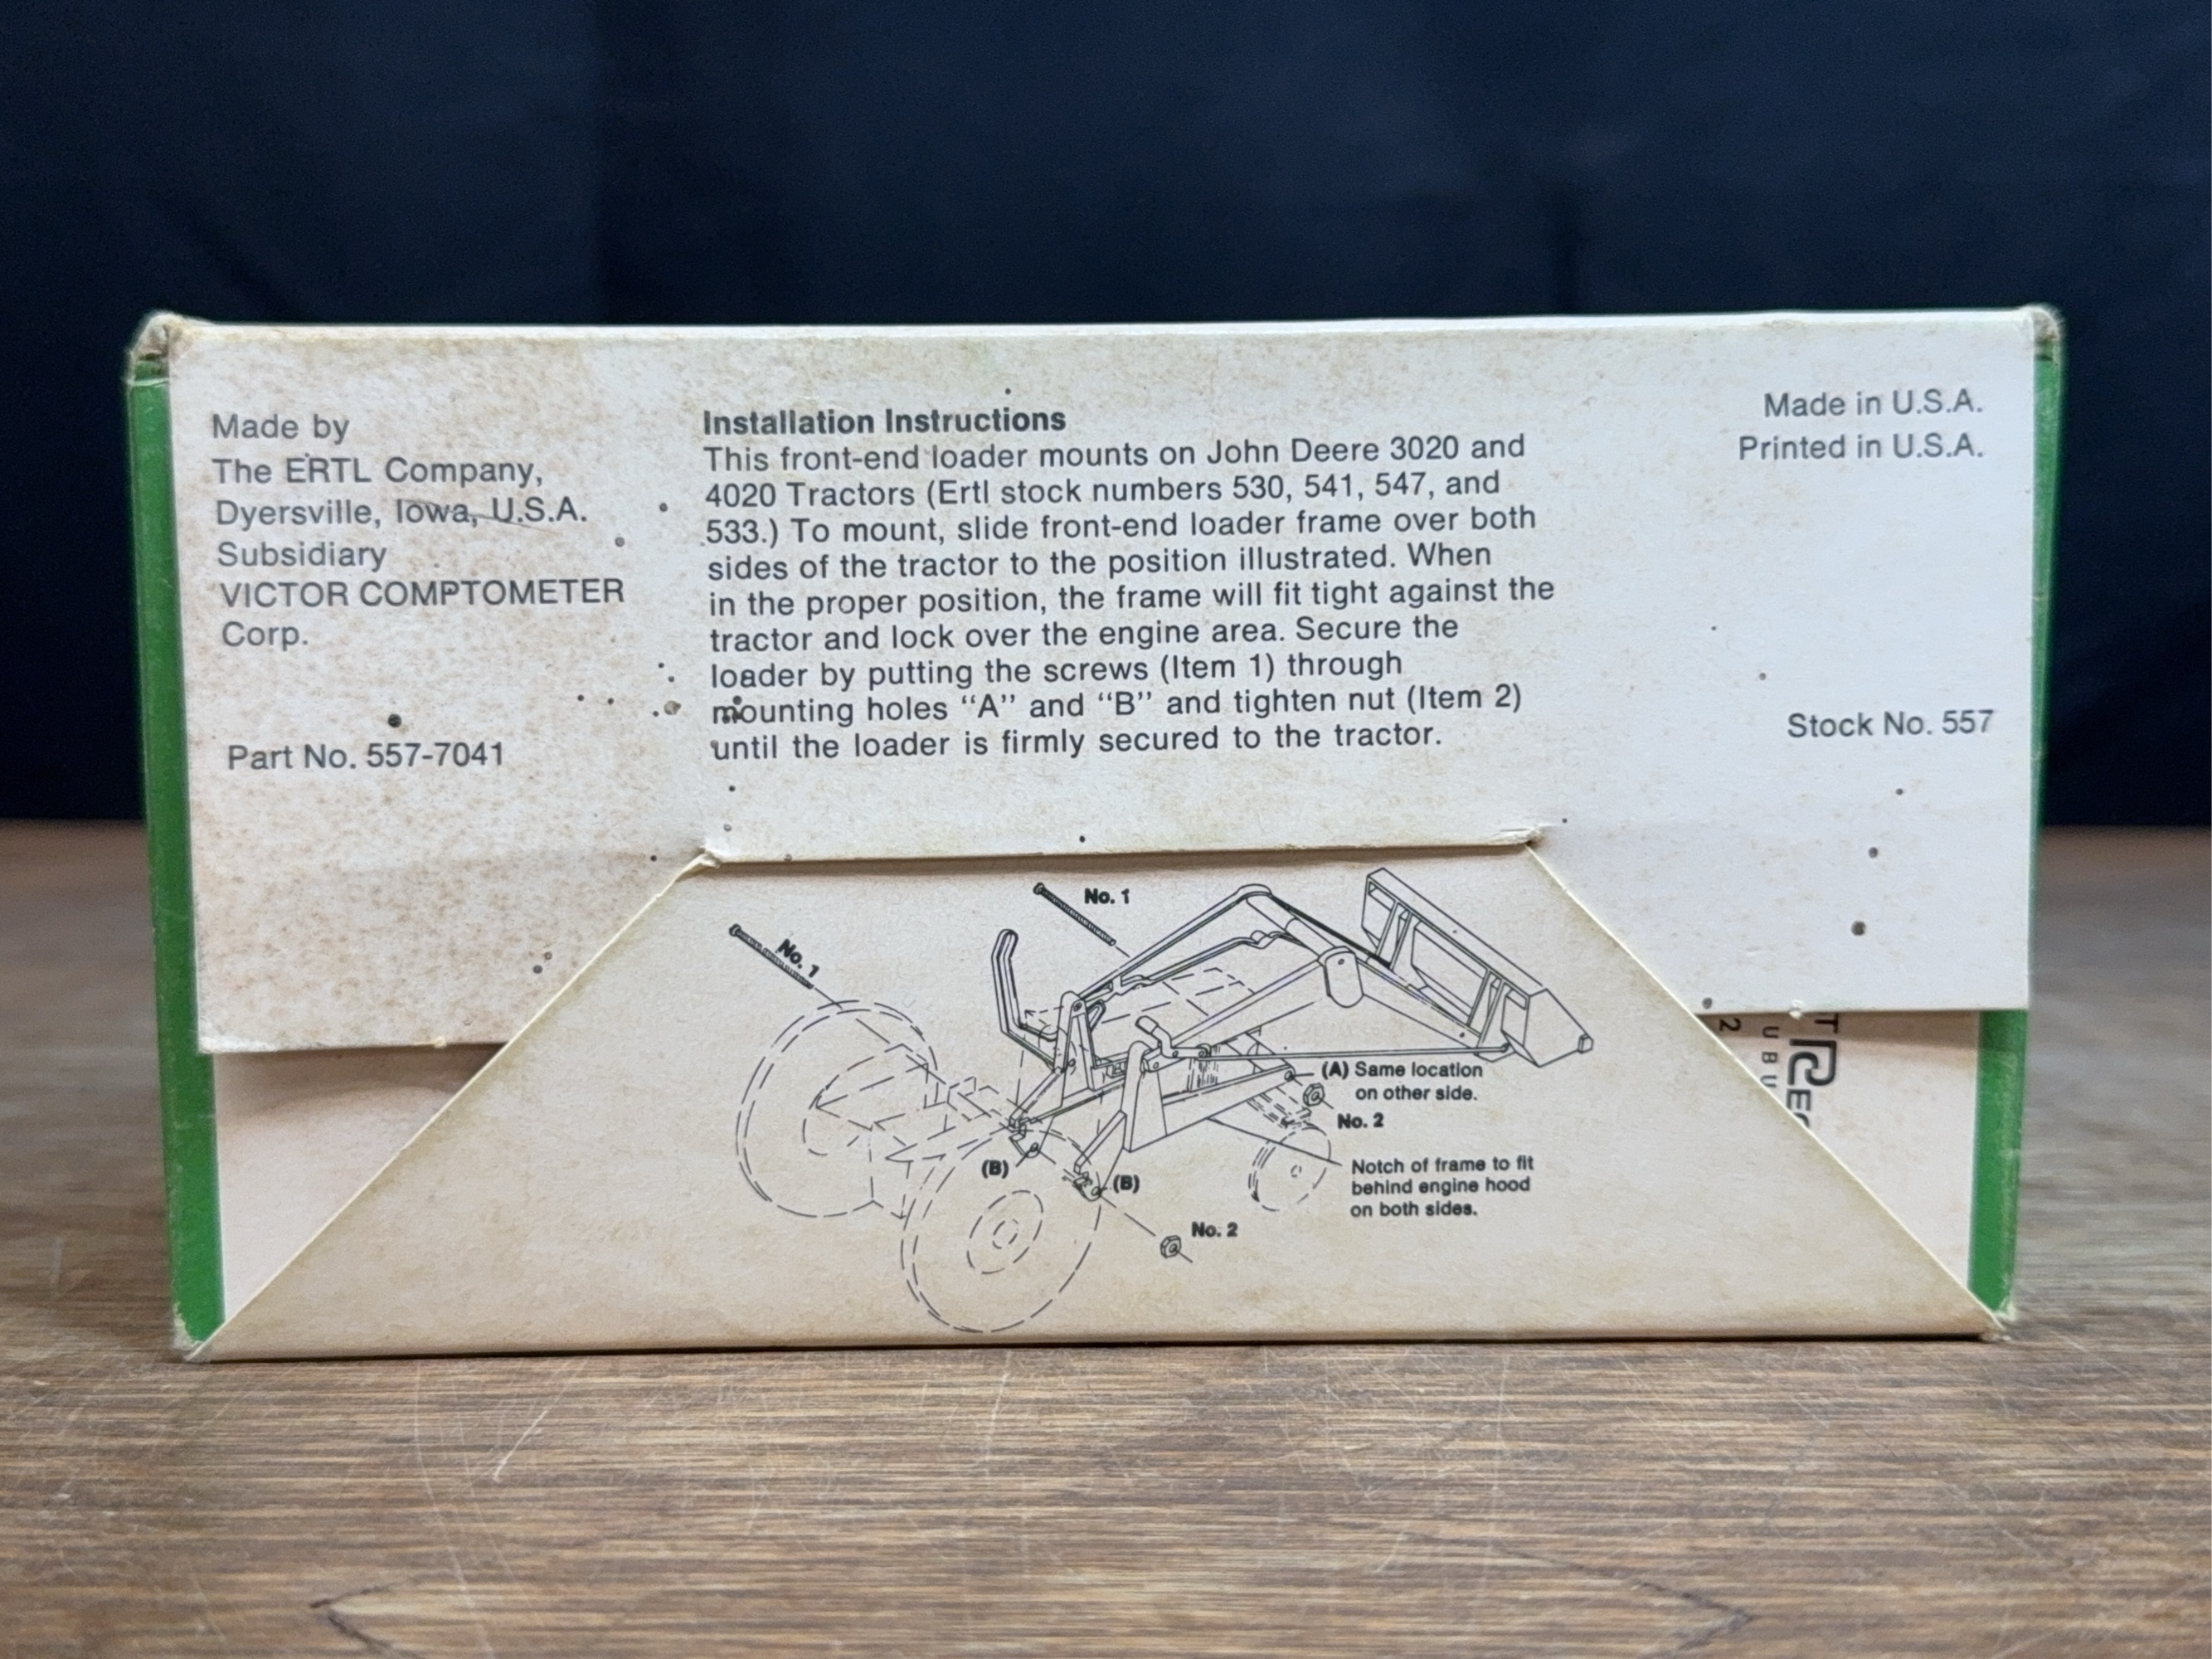 Made by
The ERTL Company,
Dyersville, Iowa, U.S.A.
Subsidiary
VICTOR COMPTOMETER
Corp.
Part No. 557-7041
Installation Instructions
This front-end loader mounts on John Deere 3020 and
4020 Tractors (Ertl stock numbers 530, 541, 547, and
533.) To mount, slide front-end loader frame over both
sides of the tractor to the position illustrated. When
in the proper position, the frame will fit tight against the
tractor and lock over the engine area. Secure the
loader by putting the screws (Item 1) through
mounting holes “A” and “B” and tighten nut (Item 2)
until the loader is firmly secured to the tractor.
Made in U.S.A.
Printed in U.S.A.
Stock No. 557
No. 1
No. 1
(A) Same location
on other side.
No. 2
Notch of frame to fit
behind engine hood
on both sides.
(B)
(B)
No. 2